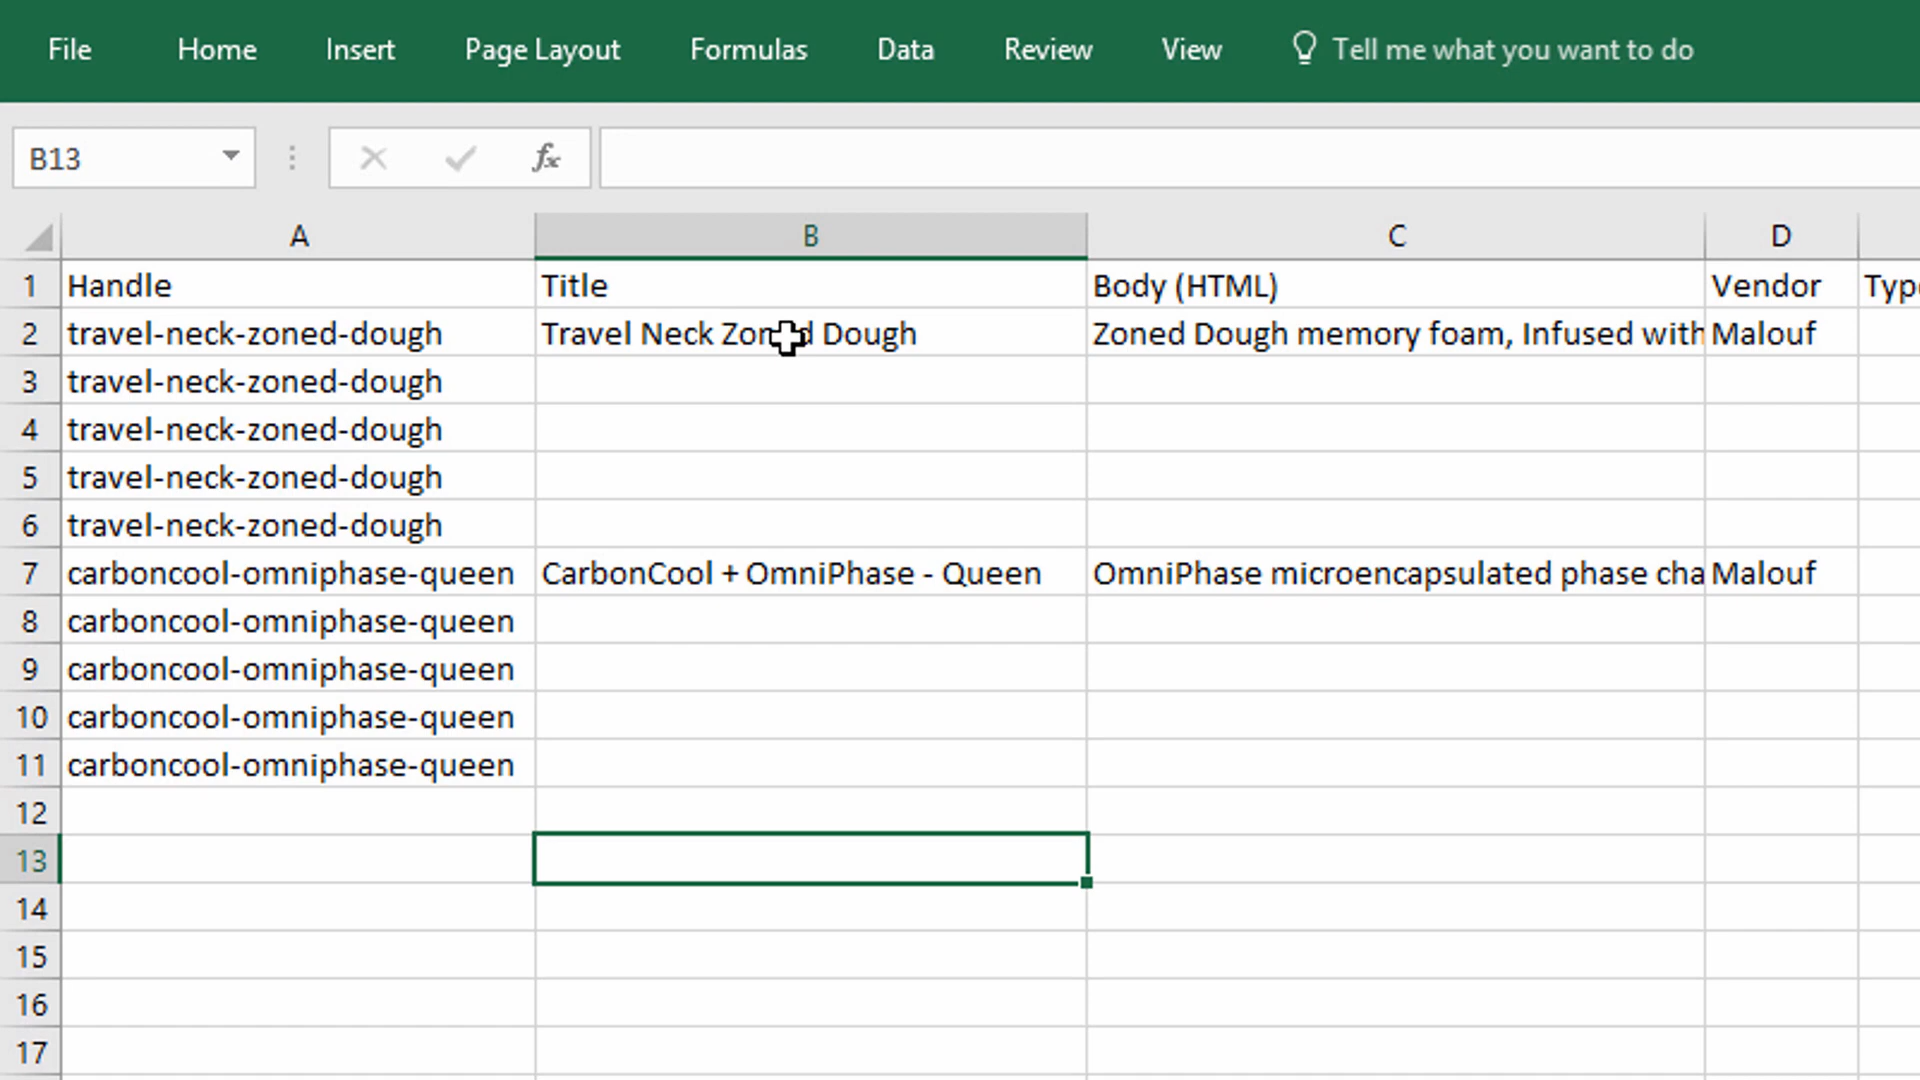 File Home Insert Page Layout Formulas Data Review View Tell me what you want to do
B13 fx
A B C D
1 Handle Title Body (HTML) Vendor Typ
2 travel-neck-zoned-dough Travel Neck Zoned Dough Zoned Dough memory foam, Infused with Malouf
3 travel-neck-zoned-dough
4 travel-neck-zoned-dough
5 travel-neck-zoned-dough
6 travel-neck-zoned-dough
7 carboncool-omniphase-queen CarbonCool + OmniPhase - Queen OmniPhase microencapsulated phase cha Malouf
8 carboncool-omniphase-queen
9 carboncool-omniphase-queen
10 carboncool-omniphase-queen
11 carboncool-omniphase-queen
12
13
14
15
16
17